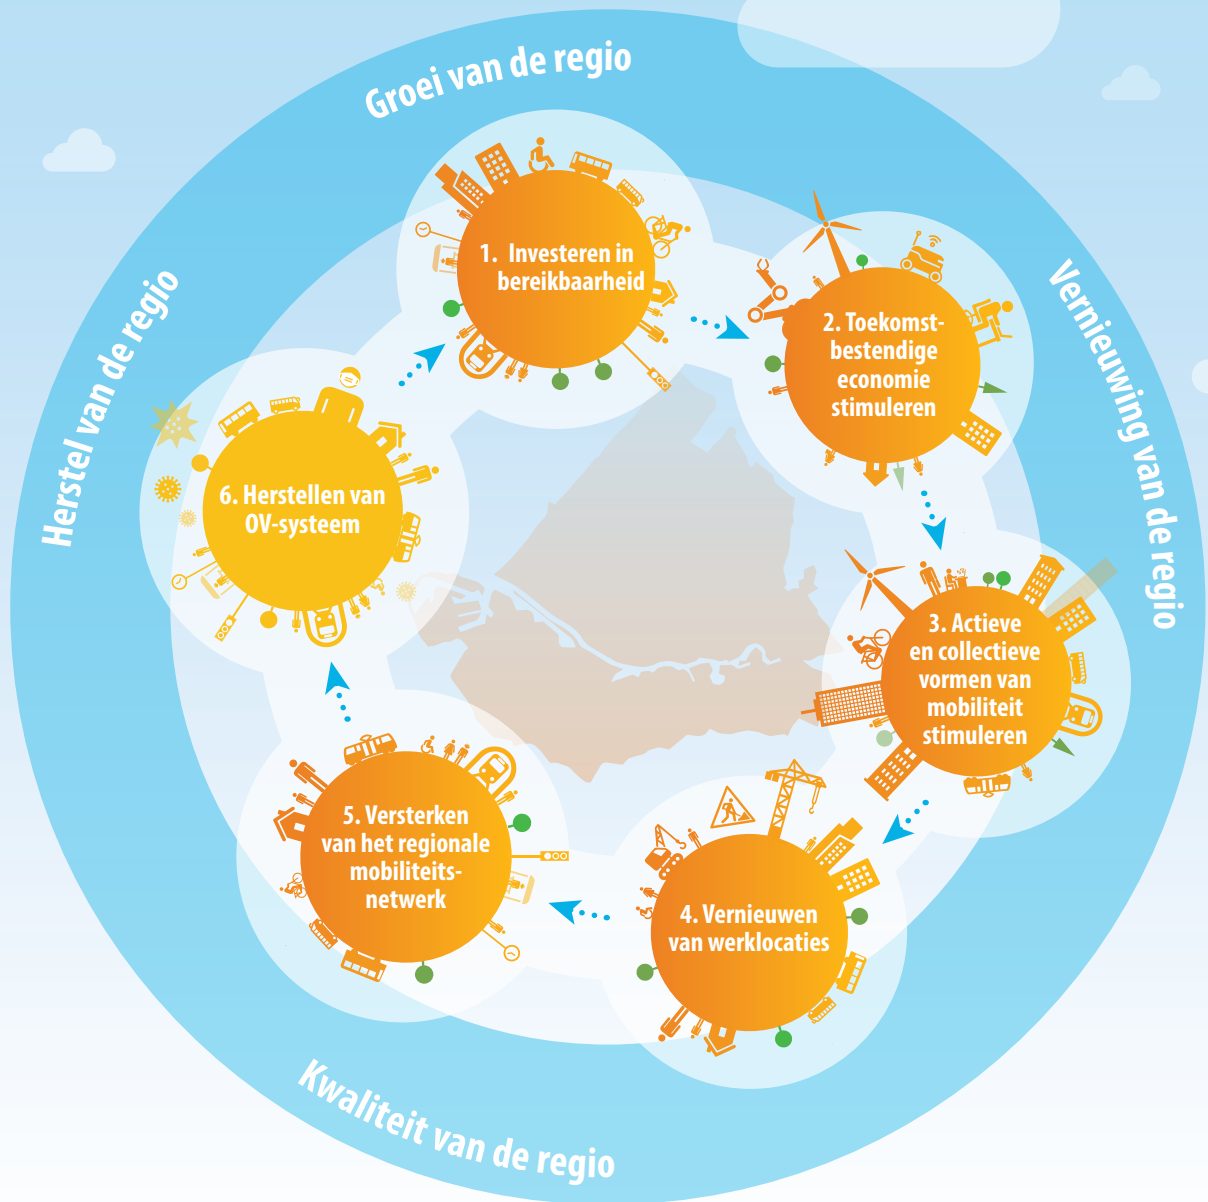 Groei van de regio
Vernieuwing van de regio
Kwaliteit van de regio
Herstel van de regio
1. Investeren in
bereikbaarheid
2. Toekomst-
bestendige
economie
stimuleren
3. Actieve
en collectieve
vormen van
mobiliteit
stimuleren
4. Vernieuwen
van werklocaties
5. Versterken
van het regionale
mobiliteits-
netwerk
6. Herstellen van
OV-systeem